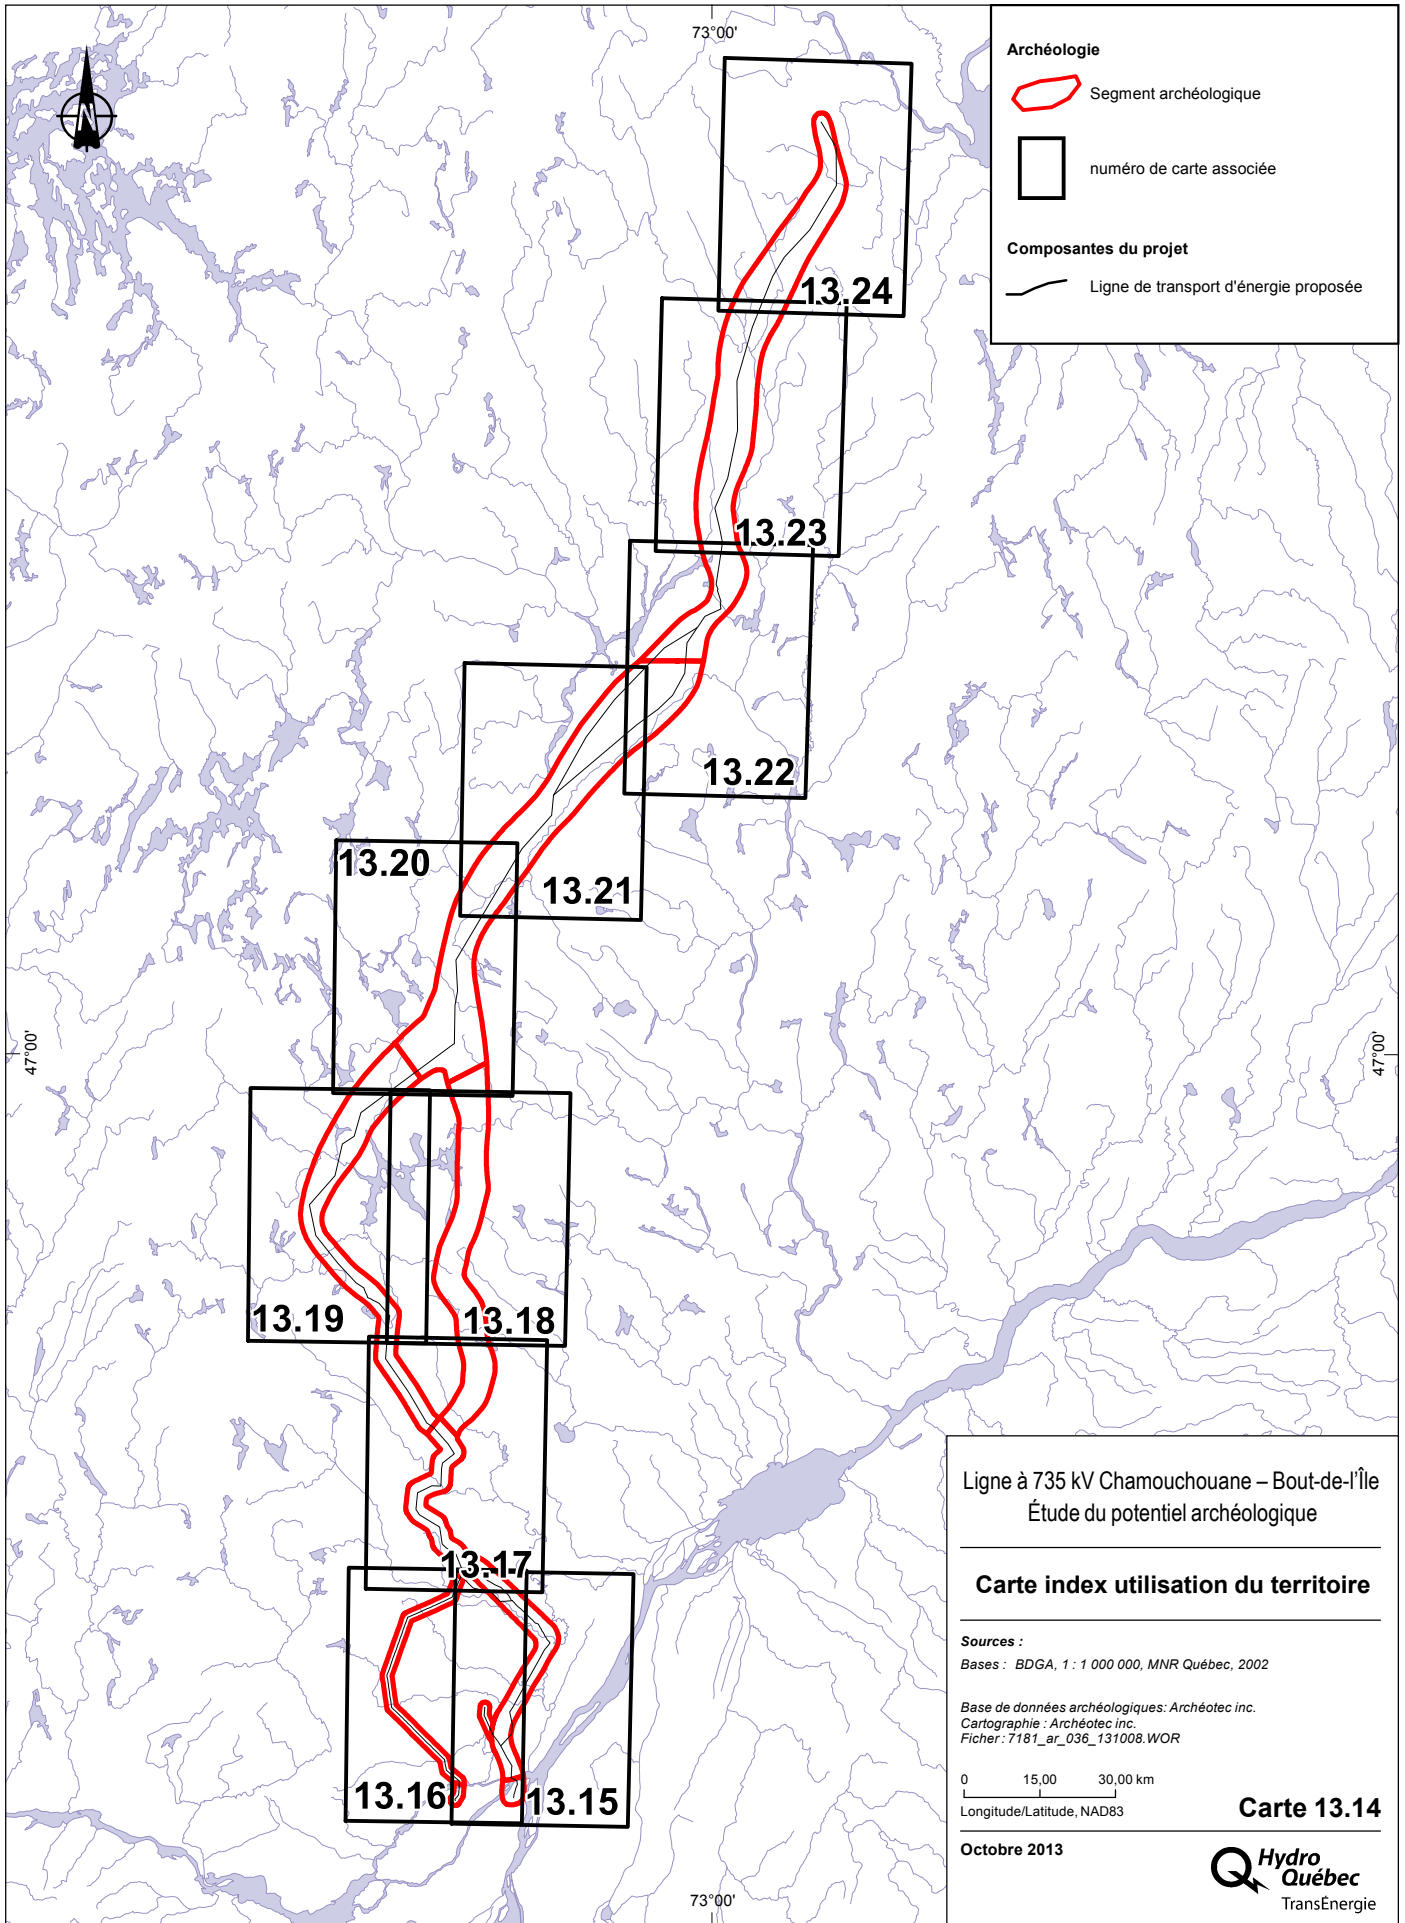 73°00'
Archéologie
Segment archéologique
numéro de carte associée
Composantes du projet
Ligne de transport d'énergie proposée
N
13.24
13.23
13.22
13.20
13.21
47°00'
47°00'
13.19
13.18
13.17
13.16
13.15
73°00'
Ligne à 735 kV Chamouchouane – Bout-de-l'Île
Étude du potentiel archéologique
Carte index utilisation du territoire
Sources :
Bases : BDGA, 1 : 1 000 000, MNR Québec, 2002
Base de données archéologiques: Archéotec inc.
Cartographie : Archéotec inc.
Ficher : 7181_ar_036_131008.WOR
0 15,00 30,00 km
Longitude/Latitude, NAD83
Carte 13.14
Octobre 2013
Hydro
Québec
TransÉnergie